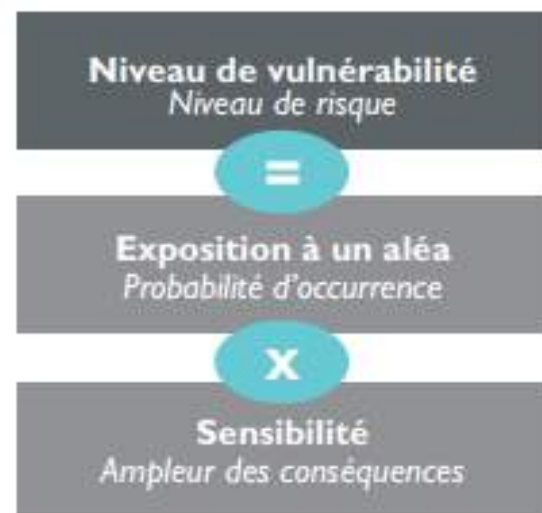 Niveau de vulnérabilité
Niveau de risque
=
Exposition à un aléa
Probabilité d'occurrence
x
Sensibilité
Ampleur des conséquences